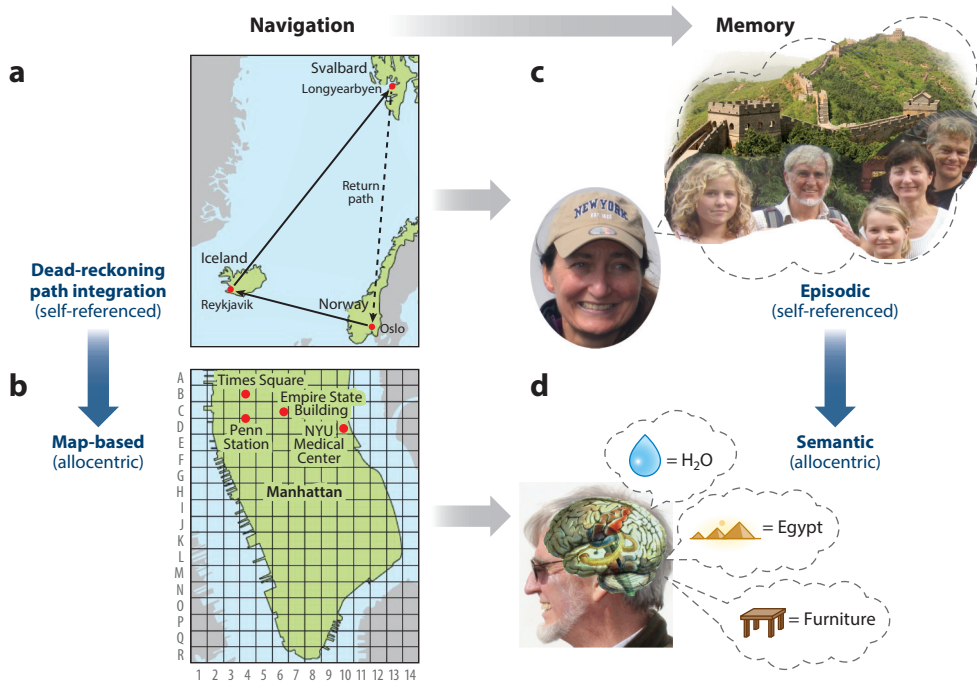 Navigation
Memory
a
Svalbard
Longyearbyen
Return
path
Iceland
Reykjavik
Norway
Oslo
c
NEW YORK
Dead-reckoning
path integration
(self-referenced)
Episodic
(self-referenced)
b
A
B
C
D
E
F
G
H
I
J
K
L
M
N
O
P
Q
R
Times Square
Empire State
Building
Penn
Station
NYU
Medical
Center
Manhattan
1 2 3 4 5 6 7 8 9 10 11 12 13 14
Map-based
(allocentric)
d
= H₂O
= Egypt
= Furniture
Semantic
(allocentric)